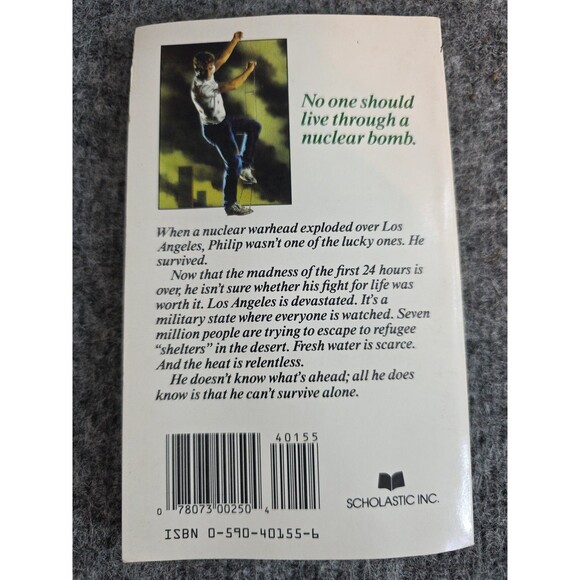 No one should
live through a
nuclear bomb.
When a nuclear warhead exploded over Los
Angeles, Philip wasn't one of the lucky ones. He
survived.
Now that the madness of the first 24 hours is
over, he isn't sure whether his fight for life was
worth it. Los Angeles is devastated. It's a
military state where everyone is watched. Seven
million people are trying to escape to refugee
"shelters" in the desert. Fresh water is scarce.
And the heat is relentless.
He doesn't know what's ahead; all he does
know is that he can't survive alone.
40155
0 78073 00250 4
ISBN 0-590-40155-6
SCHOLASTIC INC.